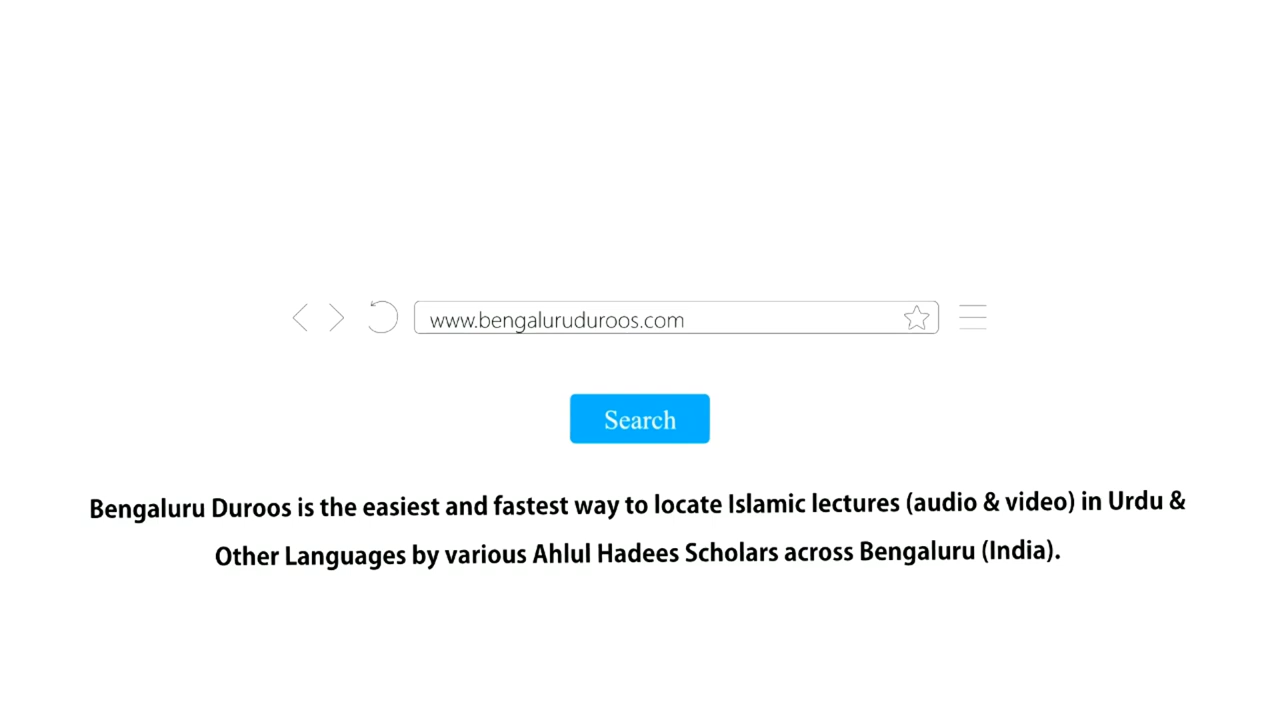 www.bengaluruduroos.com
Search
Bengaluru Duroos is the easiest and fastest way to locate Islamic lectures (audio & video) in Urdu &
Other Languages by various Ahlul Hadees Scholars across Bengaluru (India).